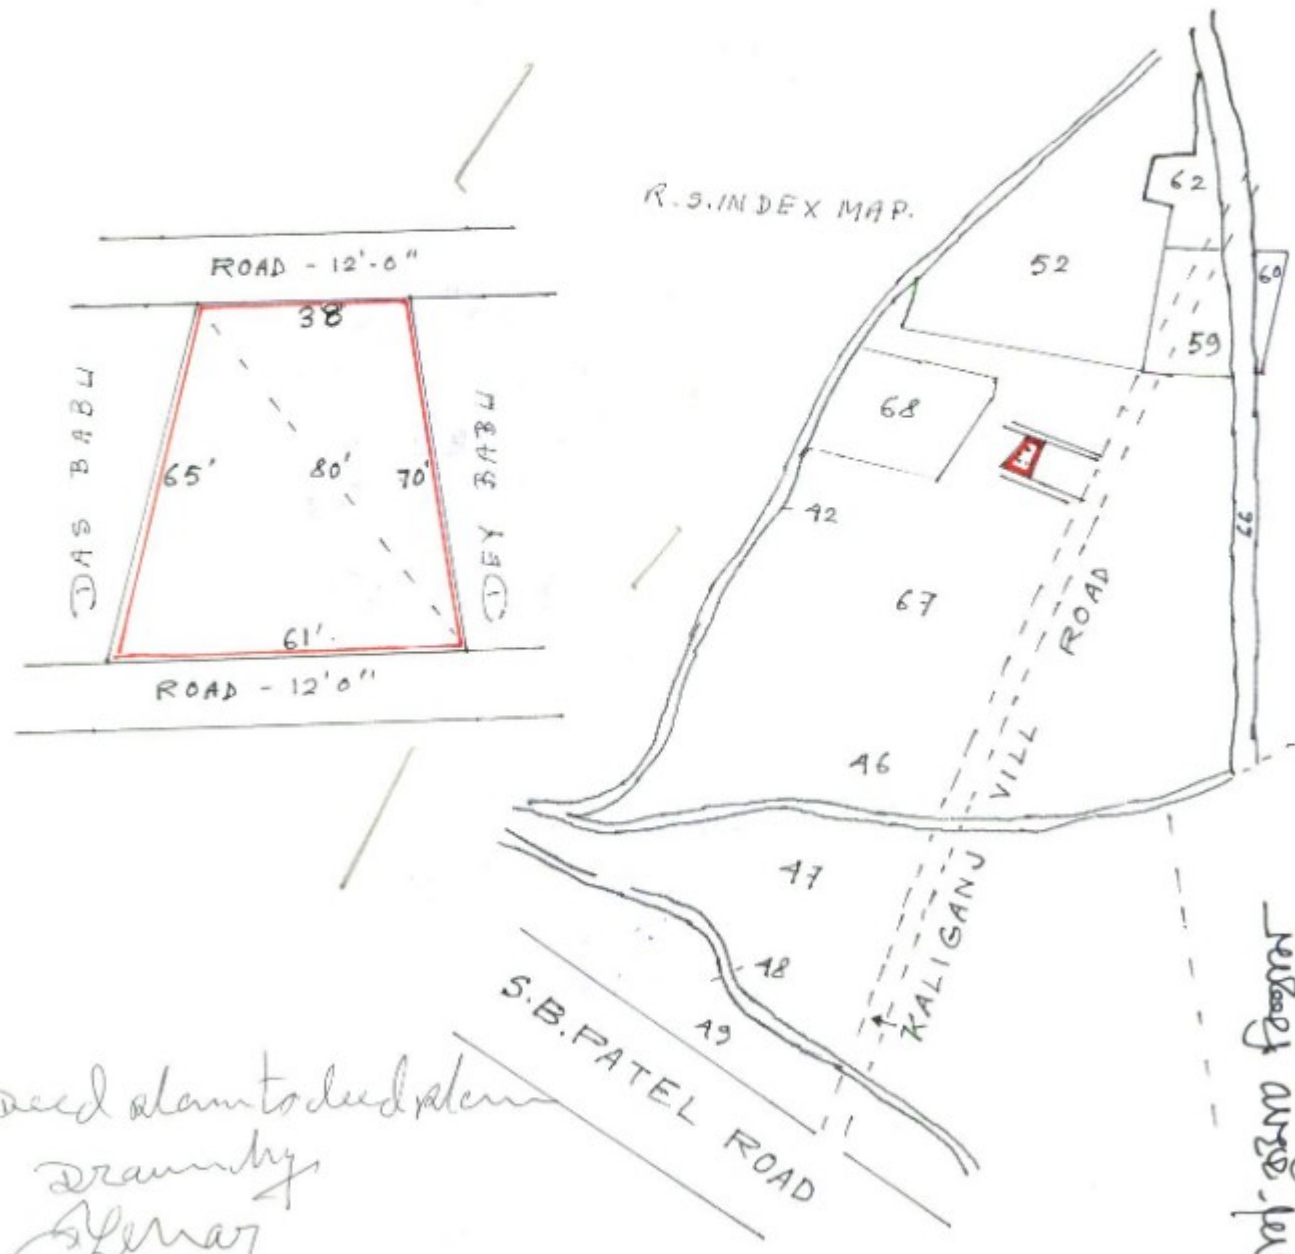 R.S.INDEX MAP.
ROAD - 12'-0"
38'
DAS BABU
65'
80'
70'
DEY BABU
61'.
ROAD - 12'0"
62
52
60
59
68
42
66
67
ROAD
VILL
46
47
KALIGANJ
48
49
S.B. PATEL ROAD
deed plan to deed plan
Drawn by